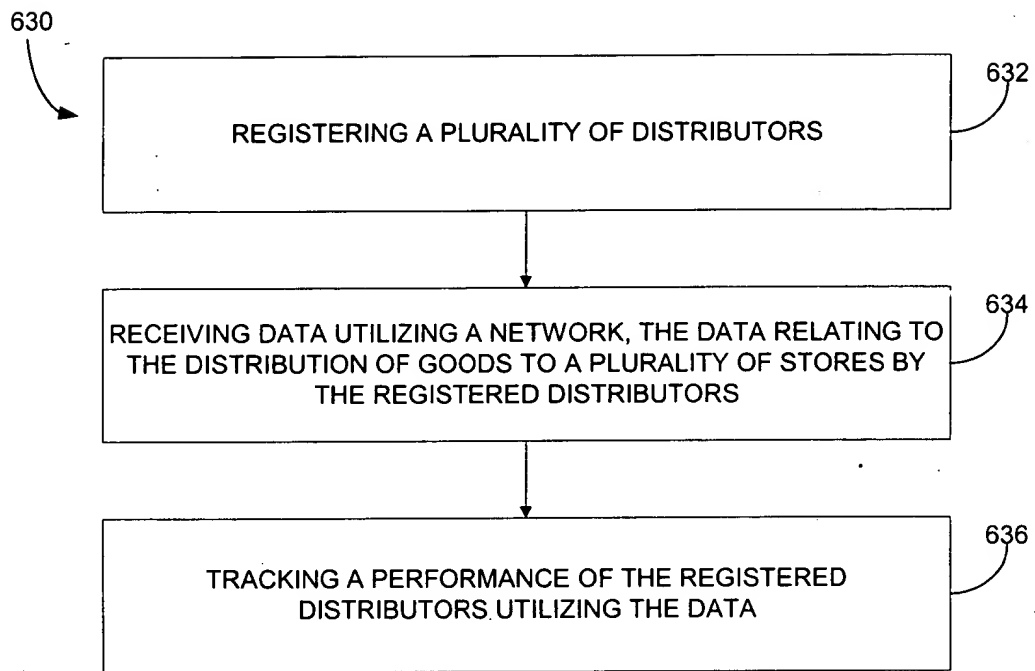 630
632
REGISTERING A PLURALITY OF DISTRIBUTORS
634
RECEIVING DATA UTILIZING A NETWORK, THE DATA RELATING TO
THE DISTRIBUTION OF GOODS TO A PLURALITY OF STORES BY
THE REGISTERED DISTRIBUTORS
636
TRACKING A PERFORMANCE OF THE REGISTERED
DISTRIBUTORS UTILIZING THE DATA